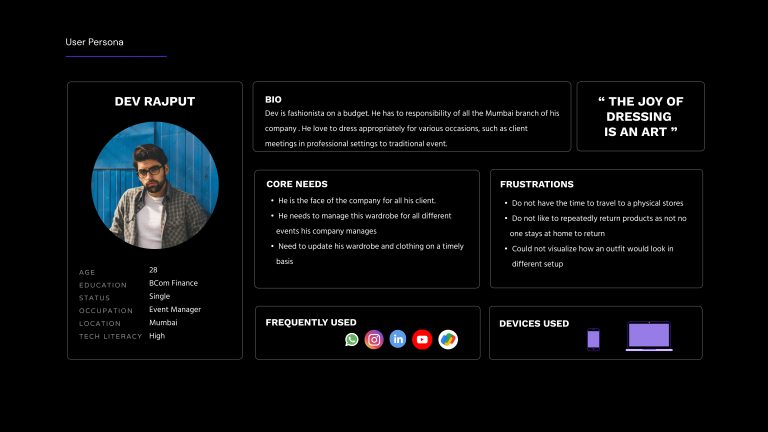 User Persona
DEV RAJPUT
AGE 28
EDUCATION BCom Finance
STATUS Single
OCCUPATION Event Manager
LOCATION Mumbai
TECH LITERACY High
BIO
Dev is fashionista on a budget. He has to responsibility of all the Mumbai branch of his
company . He love to dress appropriately for various occasions, such as client
meetings in professional settings to traditional event.
“ THE JOY OF
DRESSING
IS AN ART ”
CORE NEEDS
• He is the face of the company for all his client.
• He needs to manage this wardrobe for all different
events his company manages
• Need to update his wardrobe and clothing on a timely
basis
FRUSTRATIONS
• Do not have the time to travel to a physical stores
• Do not like to repeatedly return products as not no
one stays at home to return
• Could not visualize how an outfit would look in
different setup
FREQUENTLY USED
in
DEVICES USED